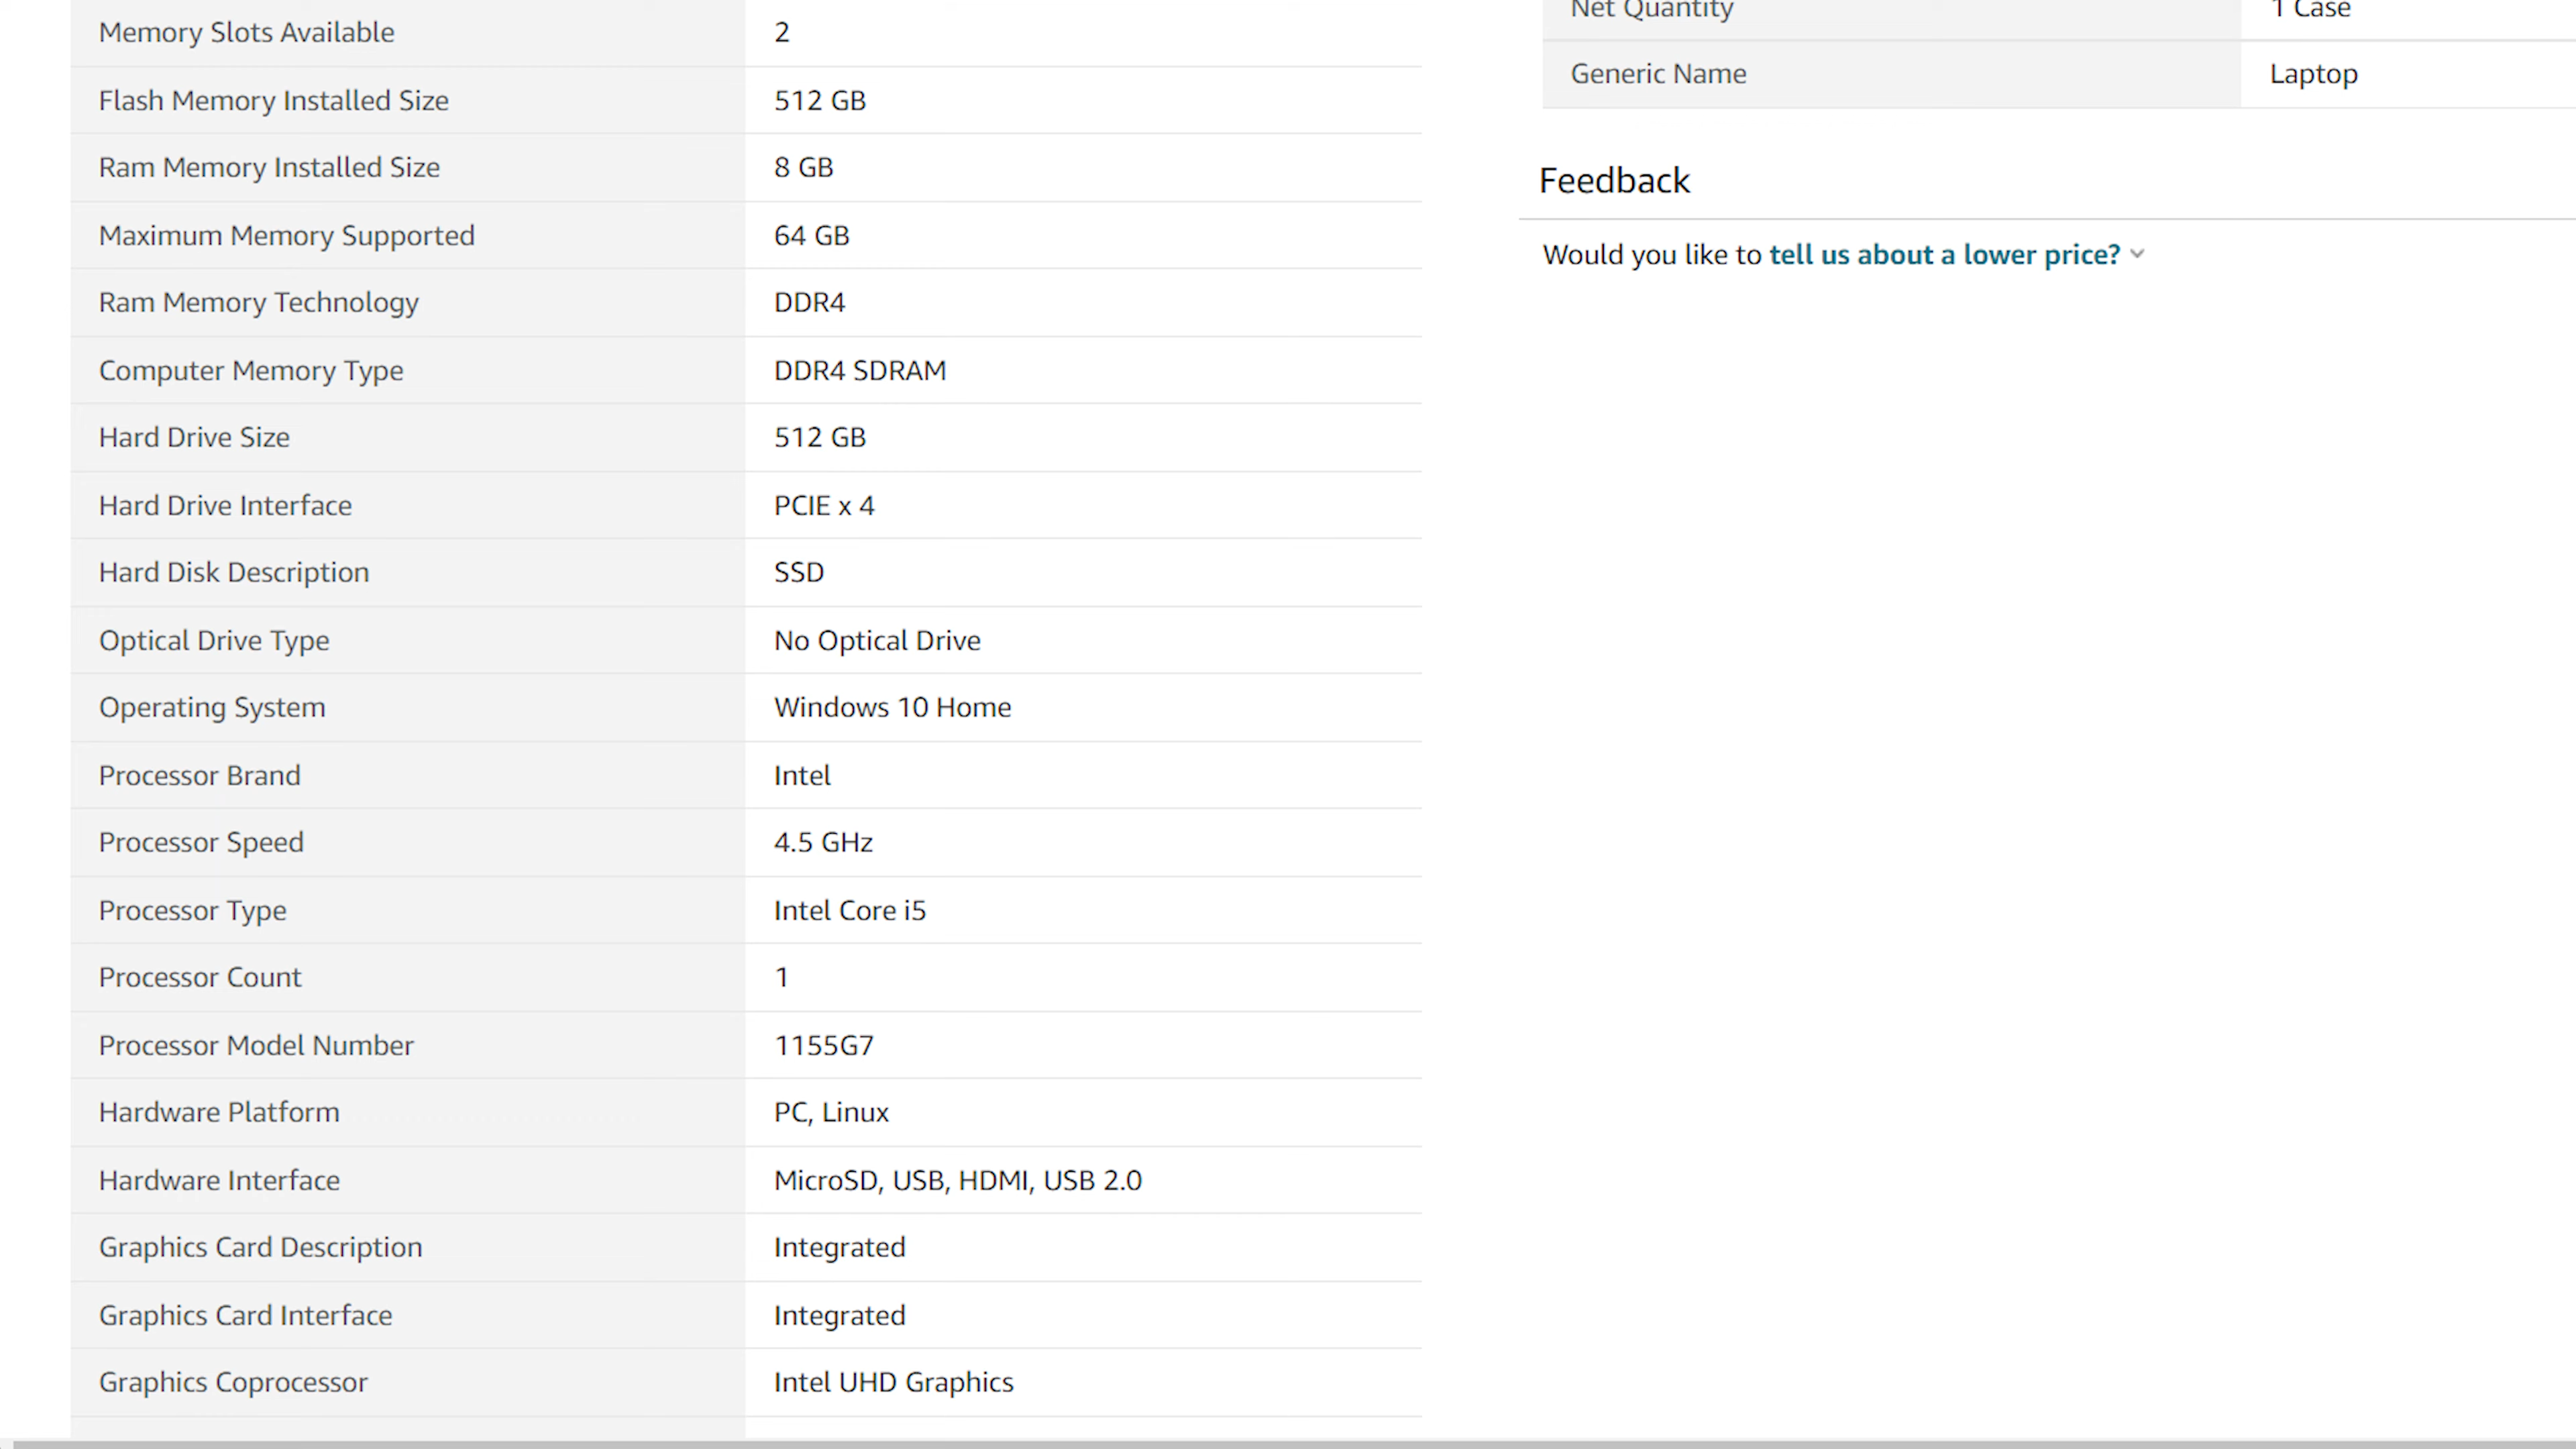 Memory Slots Available 2
Flash Memory Installed Size 512 GB
Ram Memory Installed Size 8 GB
Maximum Memory Supported 64 GB
Ram Memory Technology DDR4
Computer Memory Type DDR4 SDRAM
Hard Drive Size 512 GB
Hard Drive Interface PCIE x 4
Hard Disk Description SSD
Optical Drive Type No Optical Drive
Operating System Windows 10 Home
Processor Brand Intel
Processor Speed 4.5 GHz
Processor Type Intel Core i5
Processor Count 1
Processor Model Number 1155G7
Hardware Platform PC, Linux
Hardware Interface MicroSD, USB, HDMI, USB 2.0
Graphics Card Description Integrated
Graphics Card Interface Integrated
Graphics Coprocessor Intel UHD Graphics
Net Quantity 1 Case
Generic Name Laptop
Feedback
Would you like to tell us about a lower price?